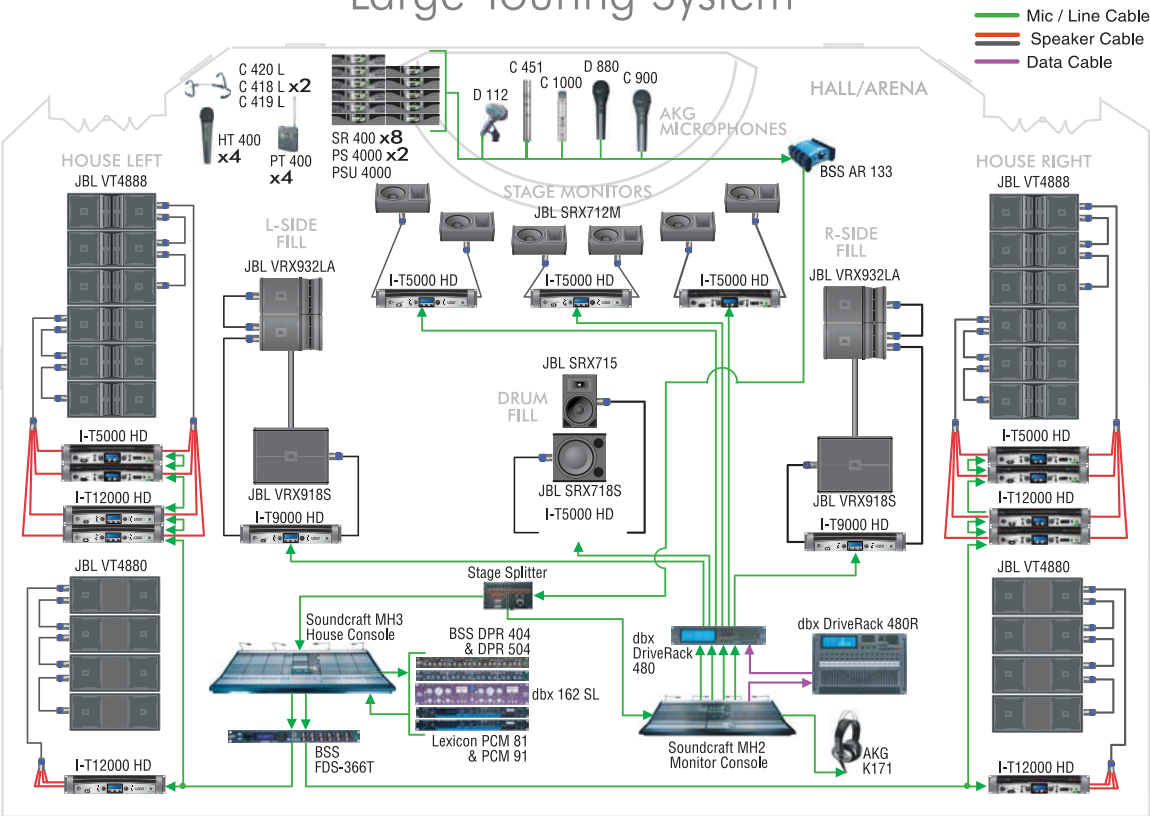 Large Touring System
Mic / Line Cable
Speaker Cable
Data Cable
C 420 L
C 418 L x2
C 419 L
HT 400
x4
PT 400
x4
SR 400 x8
PS 4000 x2
PSU 4000
D 112
C 451
C 1000
D 880
C 900
AKG
MICROPHONES
HALL/ARENA
BSS AR 133
HOUSE LEFT
JBL VT4888
HOUSE RIGHT
JBL VT4888
STAGE MONITORS
JBL SRX712M
L-SIDE
FILL
JBL VRX932LA
R-SIDE
FILL
JBL VRX932LA
I-T5000 HD
I-T5000 HD
I-T5000 HD
JBL SRX715
DRUM
FILL
JBL SRX718S
I-T5000 HD
I-T5000 HD
I-T12000 HD
JBL VRX918S
I-T9000 HD
JBL VRX918S
I-T9000 HD
I-T5000 HD
I-T12000 HD
JBL VT4880
JBL VT4880
Stage Splitter
Soundcraft MH3
House Console
BSS DPR 404
& DPR 504
dbx 162 SL
Lexicon PCM 81
& PCM 91
dbx
DriveRack
480
dbx DriveRack 480R
BSS
FDS-366T
Soundcraft MH2
Monitor Console
AKG
K171
I-T12000 HD
I-T12000 HD